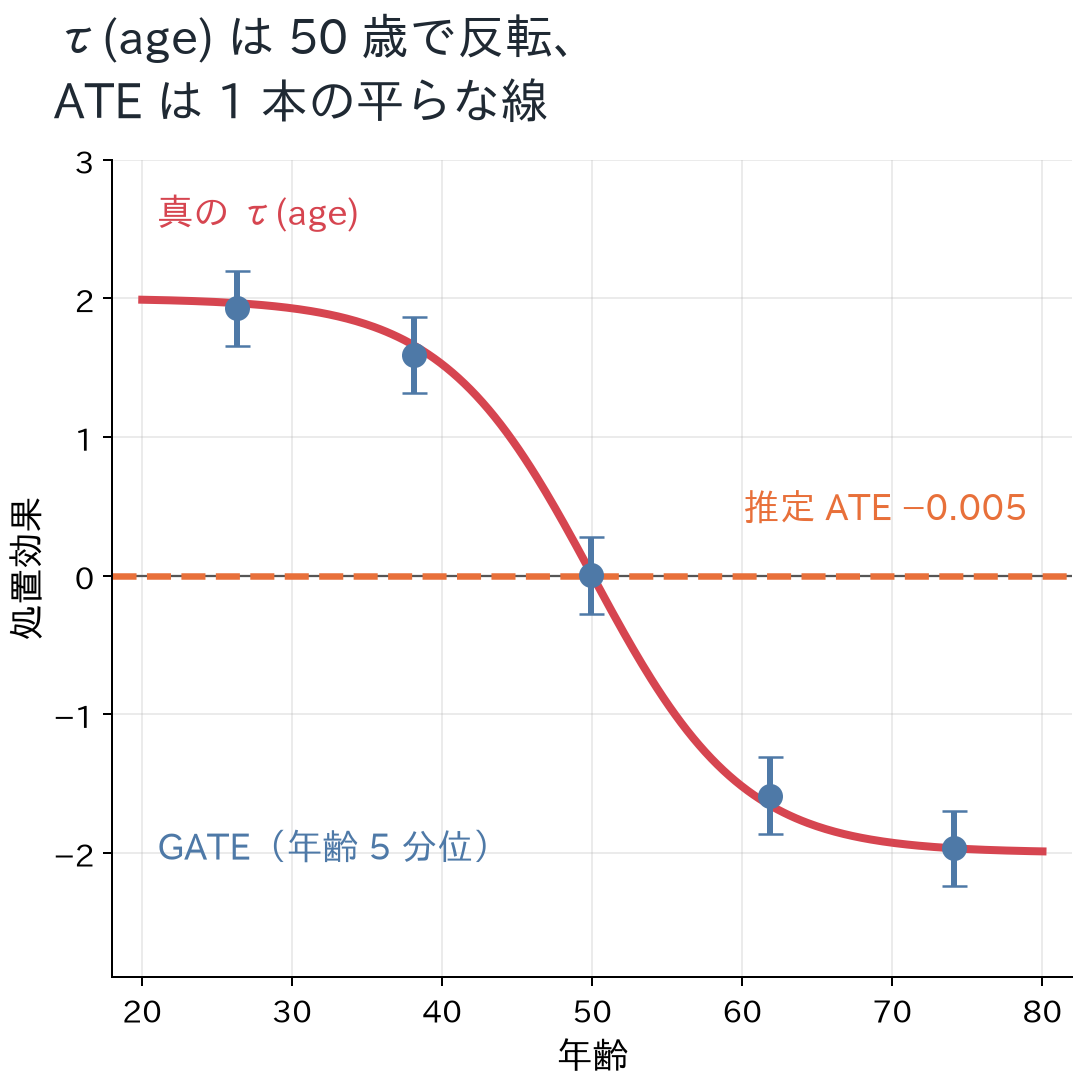 τ(age) は 50 歳で反転、
ATE は 1 本の平らな線
3
真の τ(age)
2
1
推定 ATE −0.005
0
処置効果
−1
GATE（年齢 5 分位）
−2
20 30 40 50 60 70 80
年齢